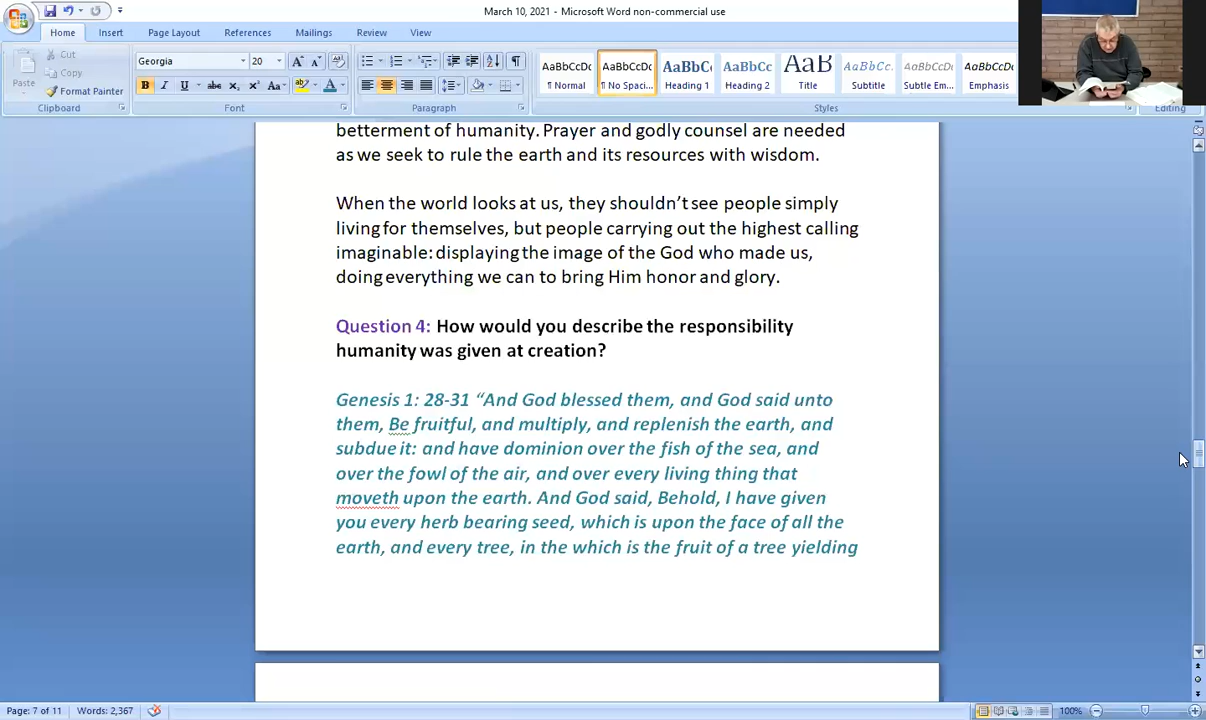 March 10, 2021 - Microsoft Word non-commercial use
Home Insert Page Layout References Mailings Review View
Cut
Copy
Format Painter
Paste
Clipboard
Georgia 20
Font
Paragraph
AaBbCcDc AaBbCcDc AaBbC AaBbCc AaB AaBbCc. AaBbCcDc AaBbCcDc
¶ Normal ¶ No Spaci... Heading 1 Heading 2 Title Subtitle Subtle Em... Emphasis
Styles
Editing
betterment of humanity. Prayer and godly counsel are needed
as we seek to rule the earth and its resources with wisdom.
When the world looks at us, they shouldn’t see people simply
living for themselves, but people carrying out the highest calling
imaginable: displaying the image of the God who made us,
doing everything we can to bring Him honor and glory.
Question 4: How would you describe the responsibility
humanity was given at creation?
Genesis 1: 28-31 “And God blessed them, and God said unto
them, Be fruitful, and multiply, and replenish the earth, and
subdue it: and have dominion over the fish of the sea, and
over the fowl of the air, and over every living thing that
moveth upon the earth. And God said, Behold, I have given
you every herb bearing seed, which is upon the face of all the
earth, and every tree, in the which is the fruit of a tree yielding
Page: 7 of 11 Words: 2,367 100%